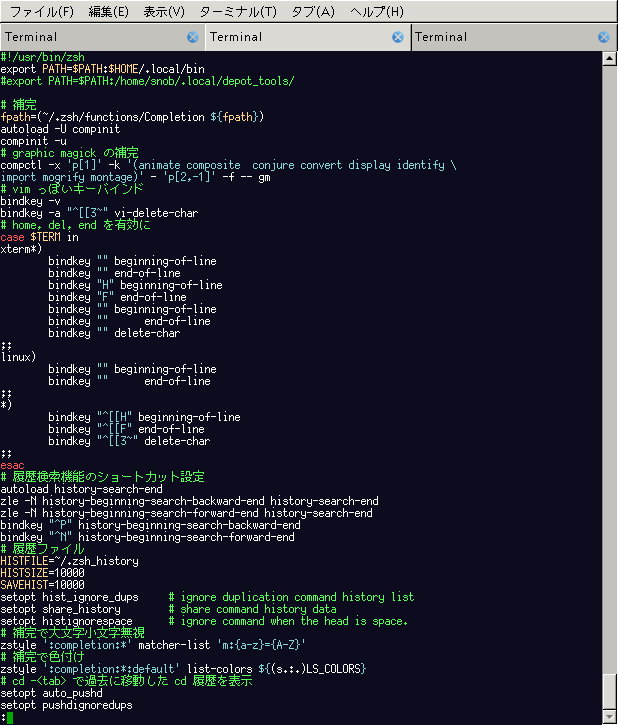 ファイル(F) 編集(E) 表示(V) ターミナル(T) タブ(A) ヘルプ(H)
Terminal Terminal Terminal
#!/usr/bin/zsh
export PATH=$PATH:$HOME/.local/bin
#export PATH=$PATH:/home/snob/.local/depot_tools/

# 補完
fpath=(~/.zsh/functions/Completion ${fpath})
autoload -U compinit
compinit -u
# graphic magick の補完
compctl -x 'p[1]' -k '(animate composite  conjure convert display identify \
import mogrify montage)' - 'p[2,-1]' -f -- gm
# vim っぽいキーバインド
bindkey -v
bindkey -a "^[[3~" vi-delete-char
# home, del, end を有効に
case $TERM in
xterm*)
        bindkey "" beginning-of-line
        bindkey "" end-of-line
        bindkey "H" beginning-of-line
        bindkey "F" end-of-line
        bindkey "" beginning-of-line
        bindkey ""      end-of-line
        bindkey "" delete-char
;;
linux)
        bindkey "" beginning-of-line
        bindkey ""      end-of-line
;;
*)
        bindkey "^[[H" beginning-of-line
        bindkey "^[[F" end-of-line
        bindkey "^[[3~" delete-char
;;
esac
# 履歴検索機能のショートカット設定
autoload history-search-end
zle -N history-beginning-search-backward-end history-search-end
zle -N history-beginning-search-forward-end history-search-end
bindkey "^P" history-beginning-search-backward-end
bindkey "^N" history-beginning-search-forward-end
# 履歴ファイル
HISTFILE=~/.zsh_history
HISTSIZE=10000
SAVEHIST=10000
setopt hist_ignore_dups     # ignore duplication command history list
setopt share_history        # share command history data
setopt histignorespace      # ignore command when the head is space.
# 補完で大文字小文字無視
zstyle ':completion:*' matcher-list 'm:{a-z}={A-Z}'
# 補完で色付け
zstyle ':completion:*:default' list-colors ${(s.:.)LS_COLORS}
# cd -<tab> で過去に移動した cd 履歴を表示
setopt auto_pushd
setopt pushdignoredups
: